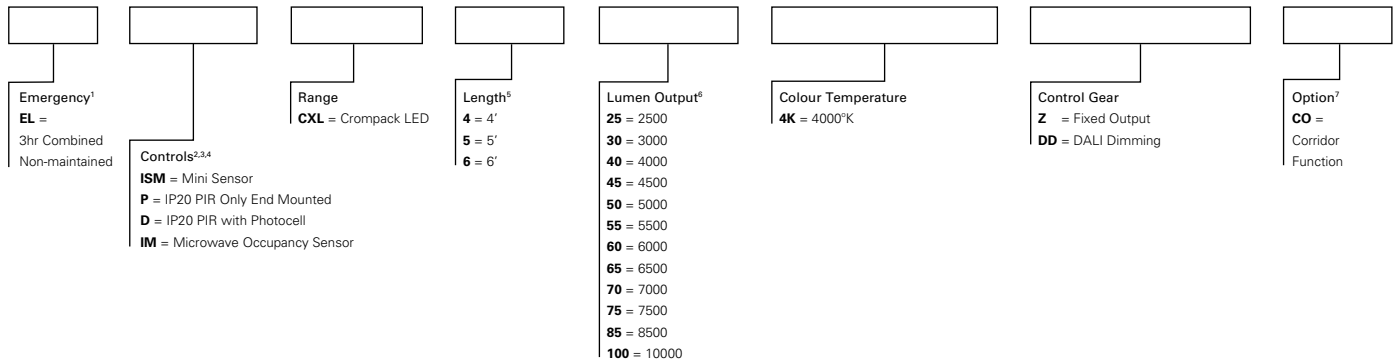 Emergency¹
EL =
3hr Combined
Non-maintained
Controls²,³,⁴
ISM = Mini Sensor
P = IP20 PIR Only End Mounted
D = IP20 PIR with Photocell
IM = Microwave Occupancy Sensor
Range
CXL = Crompack LED
Length⁵
4 = 4’
5 = 5’
6 = 6’
Lumen Output⁶
25 = 2500
30 = 3000
40 = 4000
45 = 4500
50 = 5000
55 = 5500
60 = 6000
65 = 6500
70 = 7000
75 = 7500
85 = 8500
100 = 10000
Colour Temperature
4K = 4000°K
Control Gear
Z = Fixed Output
DD = DALI Dimming
Option⁷
CO =
Corridor
Function